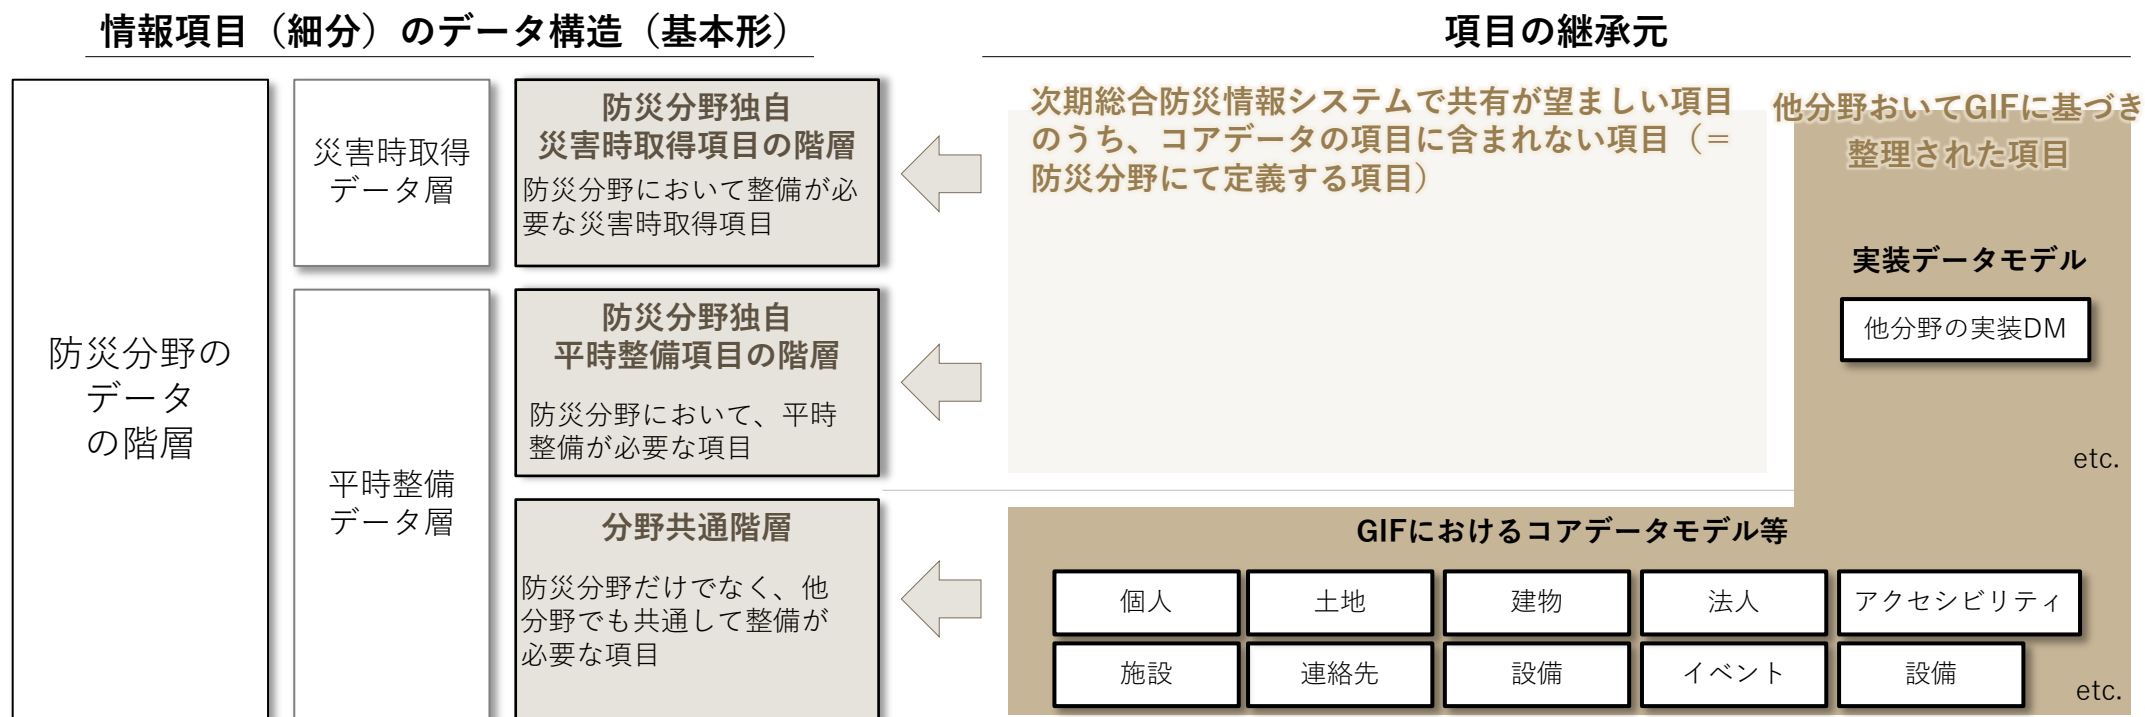 情報項目（細分）のデータ構造（基本形）
項目の継承元
防災分野の
データ
の階層
災害時取得
データ層
平時整備
データ層
防災分野独自
災害時取得項目の階層
防災分野において整備が必
要な災害時取得項目
防災分野独自
平時整備項目の階層
防災分野において、平時
整備が必要な項目
分野共通階層
防災分野だけでなく、他
分野でも共通して整備が
必要な項目
次期総合防災情報システムで共有が望ましい項目
のうち、コアデータの項目に含まれない項目（＝
防災分野にて定義する項目）
他分野おいてGIFに基づき
整理された項目
実装データモデル
他分野の実装DM
etc.
GIFにおけるコアデータモデル等
個人
土地
建物
法人
アクセシビリティ
施設
連絡先
設備
イベント
設備
etc.